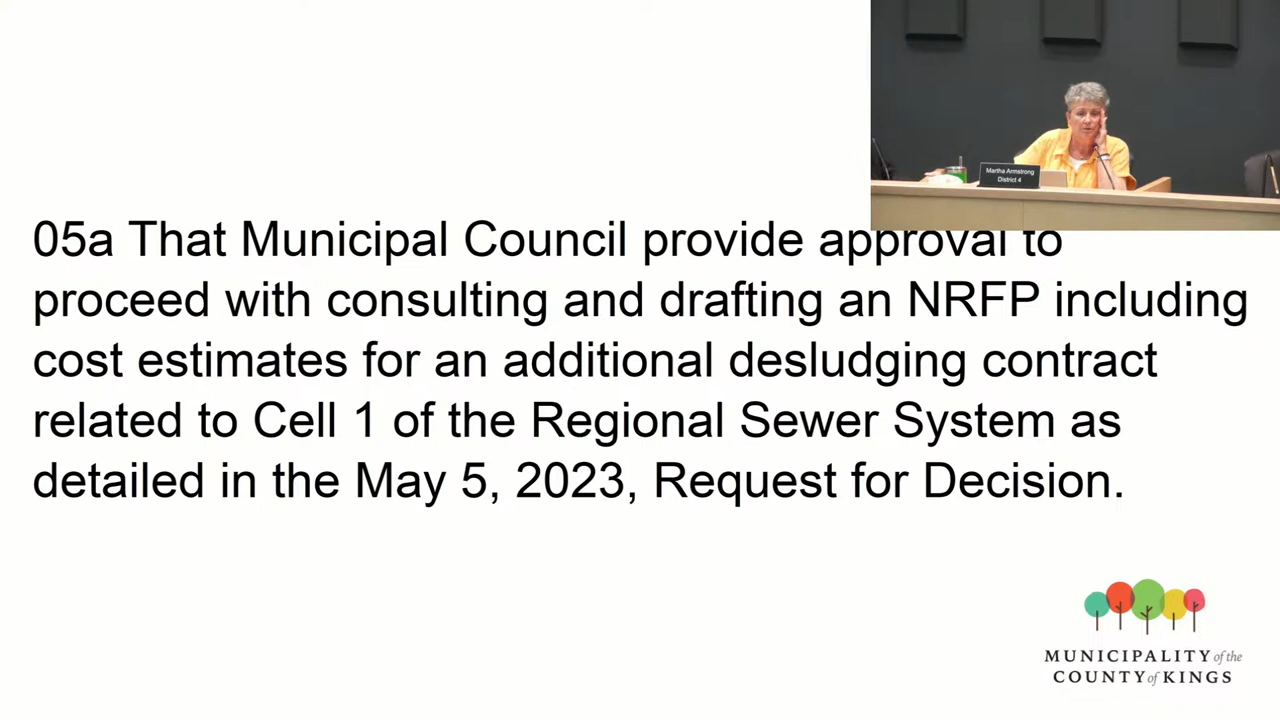 Martha Armstrong
District 4
05a That Municipal Council provide approval to
proceed with consulting and drafting an NRFP including
cost estimates for an additional desludging contract
related to Cell 1 of the Regional Sewer System as
detailed in the May 5, 2023, Request for Decision.
MUNICIPALITY of the
COUNTY of KINGS